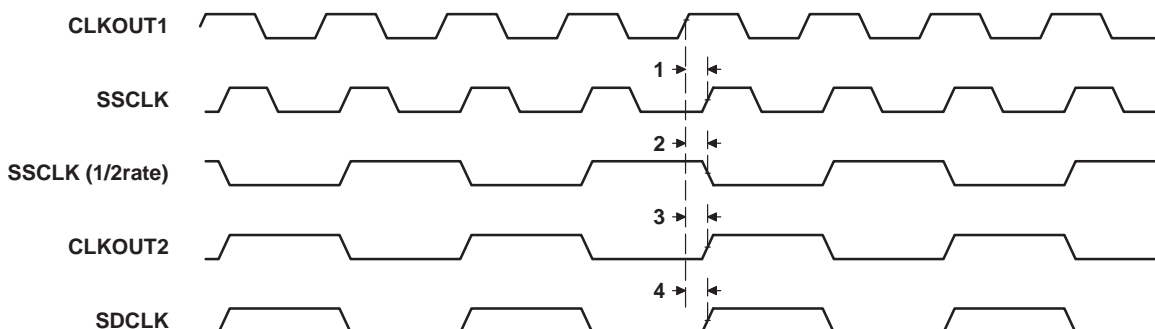 CLKOUT1
1
SSCLK
2
SSCLK (1/2rate)
3
CLKOUT2
4
SDCLK